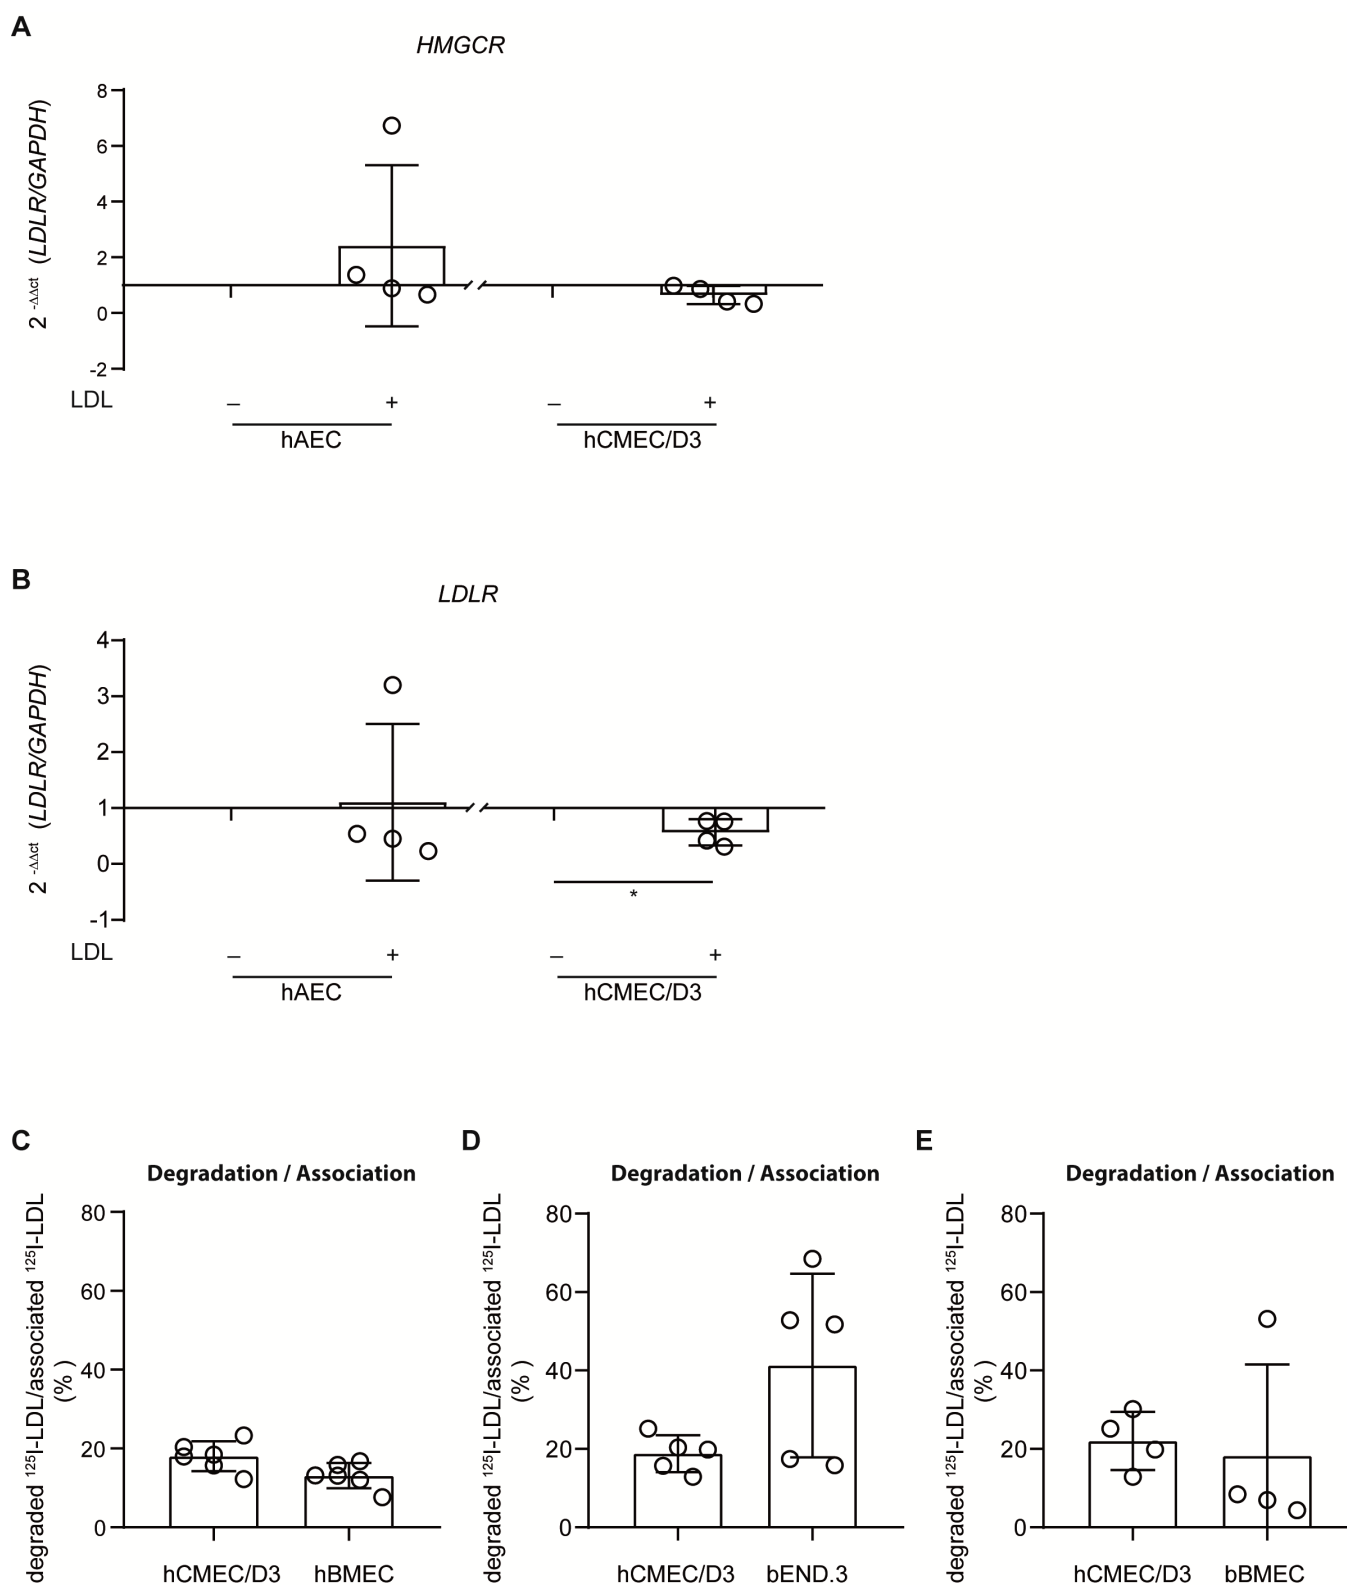 A
HMGCR
2 -ΔΔct (LDLR/GAPDH)
8
6
4
2
0
-2
LDL – + – +
hAEC hCMEC/D3
B
LDLR
2 -ΔΔct (LDLR/GAPDH)
4
3
2
1
0
-1
*
LDL – + – +
hAEC hCMEC/D3
C
Degradation / Association
degraded 125I-LDL/associated 125I-LDL
(% )
80
60
40
20
0
hCMEC/D3 hBMEC
D
Degradation / Association
degraded 125I-LDL/associated 125I-LDL
(% )
80
60
40
20
0
hCMEC/D3 bEND.3
E
Degradation / Association
degraded 125I-LDL/associated 125I-LDL
(% )
80
60
40
20
0
hCMEC/D3 bBMEC